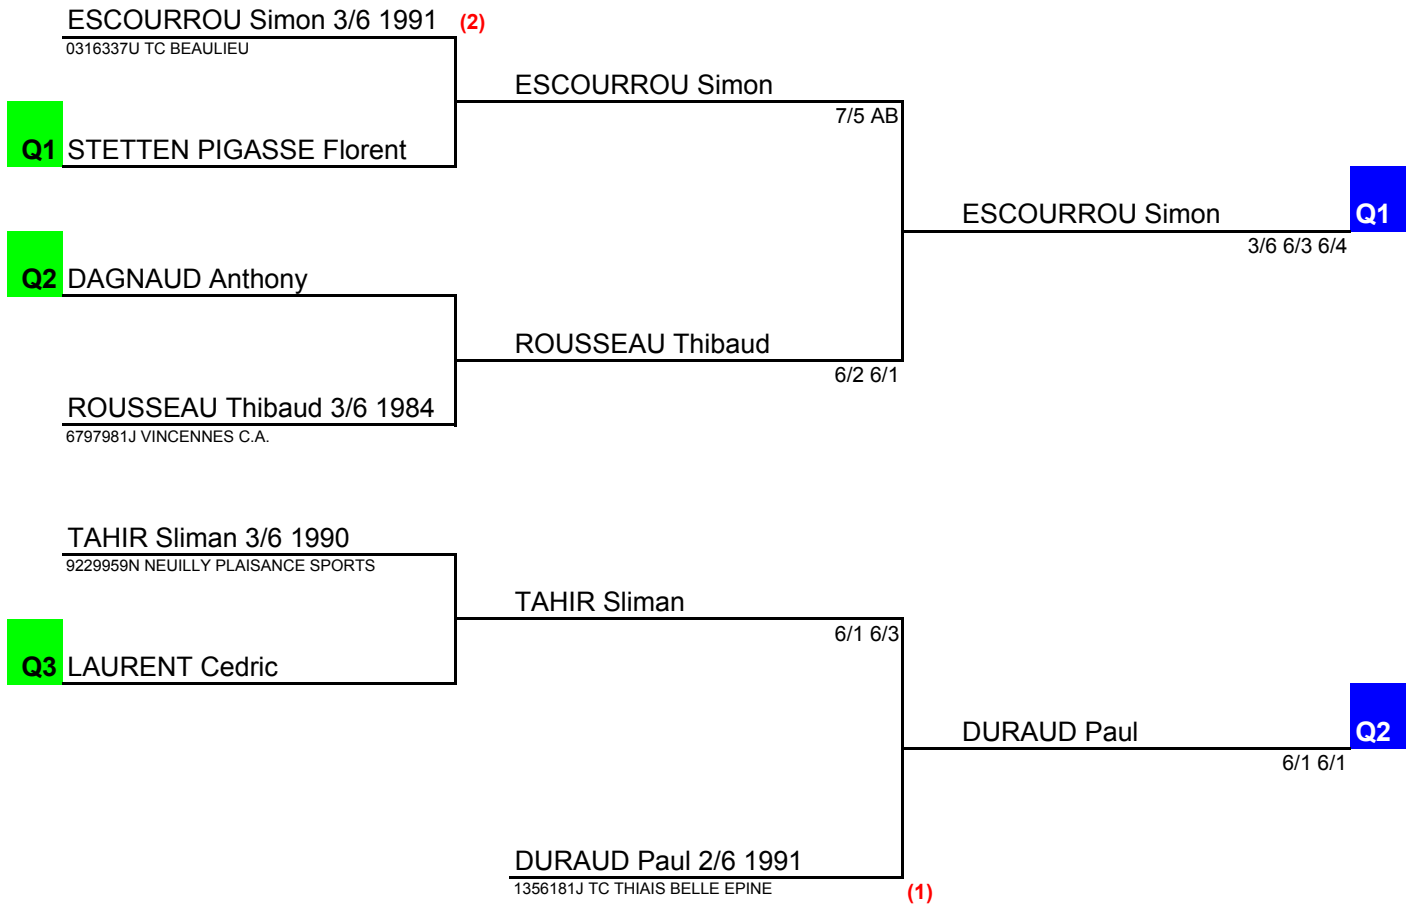 ESCOURROU Simon 3/6 1991 (2)
0316337U TC BEAULIEU
ESCOURROU Simon
7/5 AB
Q1 STETTEN PIGASSE Florent
ESCOURROU Simon Q1
3/6 6/3 6/4
Q2 DAGNAUD Anthony
ROUSSEAU Thibaud
6/2 6/1
ROUSSEAU Thibaud 3/6 1984
6797981J VINCENNES C.A.
TAHIR Sliman 3/6 1990
9229959N NEUILLY PLAISANCE SPORTS
TAHIR Sliman
6/1 6/3
Q3 LAURENT Cedric
DURAUD Paul Q2
6/1 6/1
DURAUD Paul 2/6 1991
1356181J TC THIAIS BELLE EPINE (1)